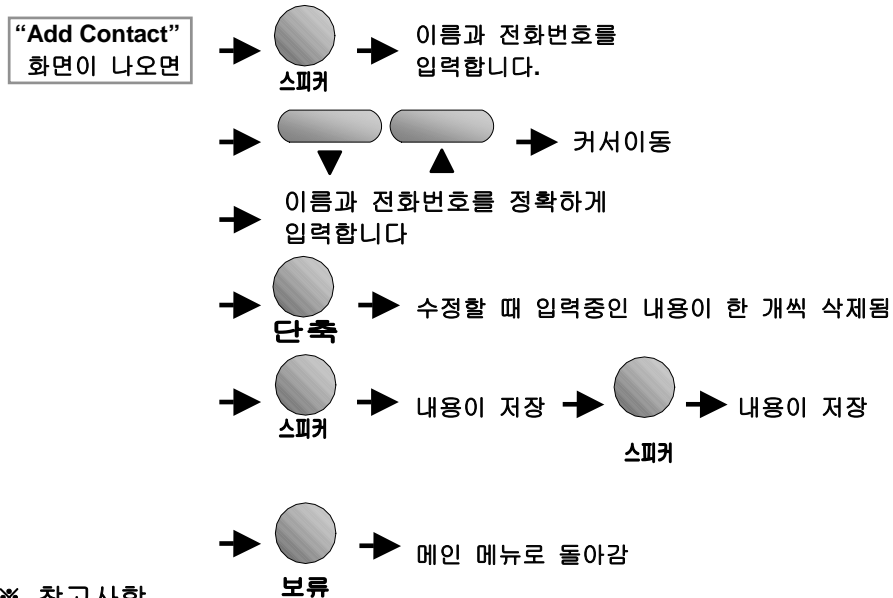 “Add Contact”
화면이 나오면
스피커
이름과 전화번호를
입력합니다.
커서이동
이름과 전화번호를 정확하게
입력합니다
단축
수정할 때 입력중인 내용이 한 개씩 삭제됨
스피커
내용이 저장
스피커
내용이 저장
보류
메인 메뉴로 돌아감
※ 참고사항